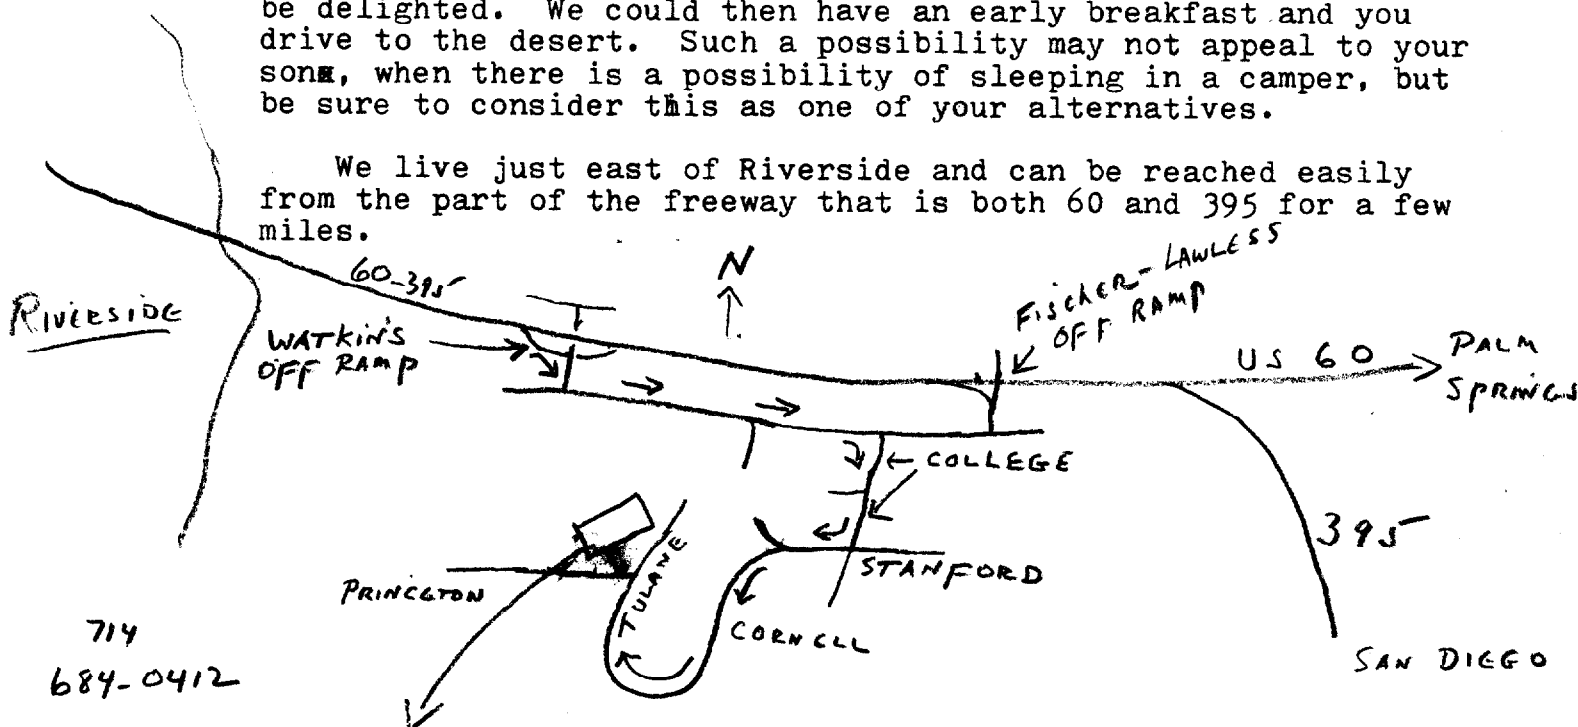 be delighted. We could then have an early breakfast and you
drive to the desert. Such a possibility may not appeal to your
son, when there is a possibility of sleeping in a camper, but
be sure to consider this as one of your alternatives.
We live just east of Riverside and can be reached easily
from the part of the freeway that is both 60 and 395 for a few
miles.
60-395
N
FISCHER-LAWLESS
OFF RAMP
RIVERSIDE
WATKIN'S
OFF RAMP
US 60
PALM
SPRINGS
COLLEGE
395
STANFORD
TULANE
PRINCETON
CORNELL
714
684-0412
SAN DIEGO